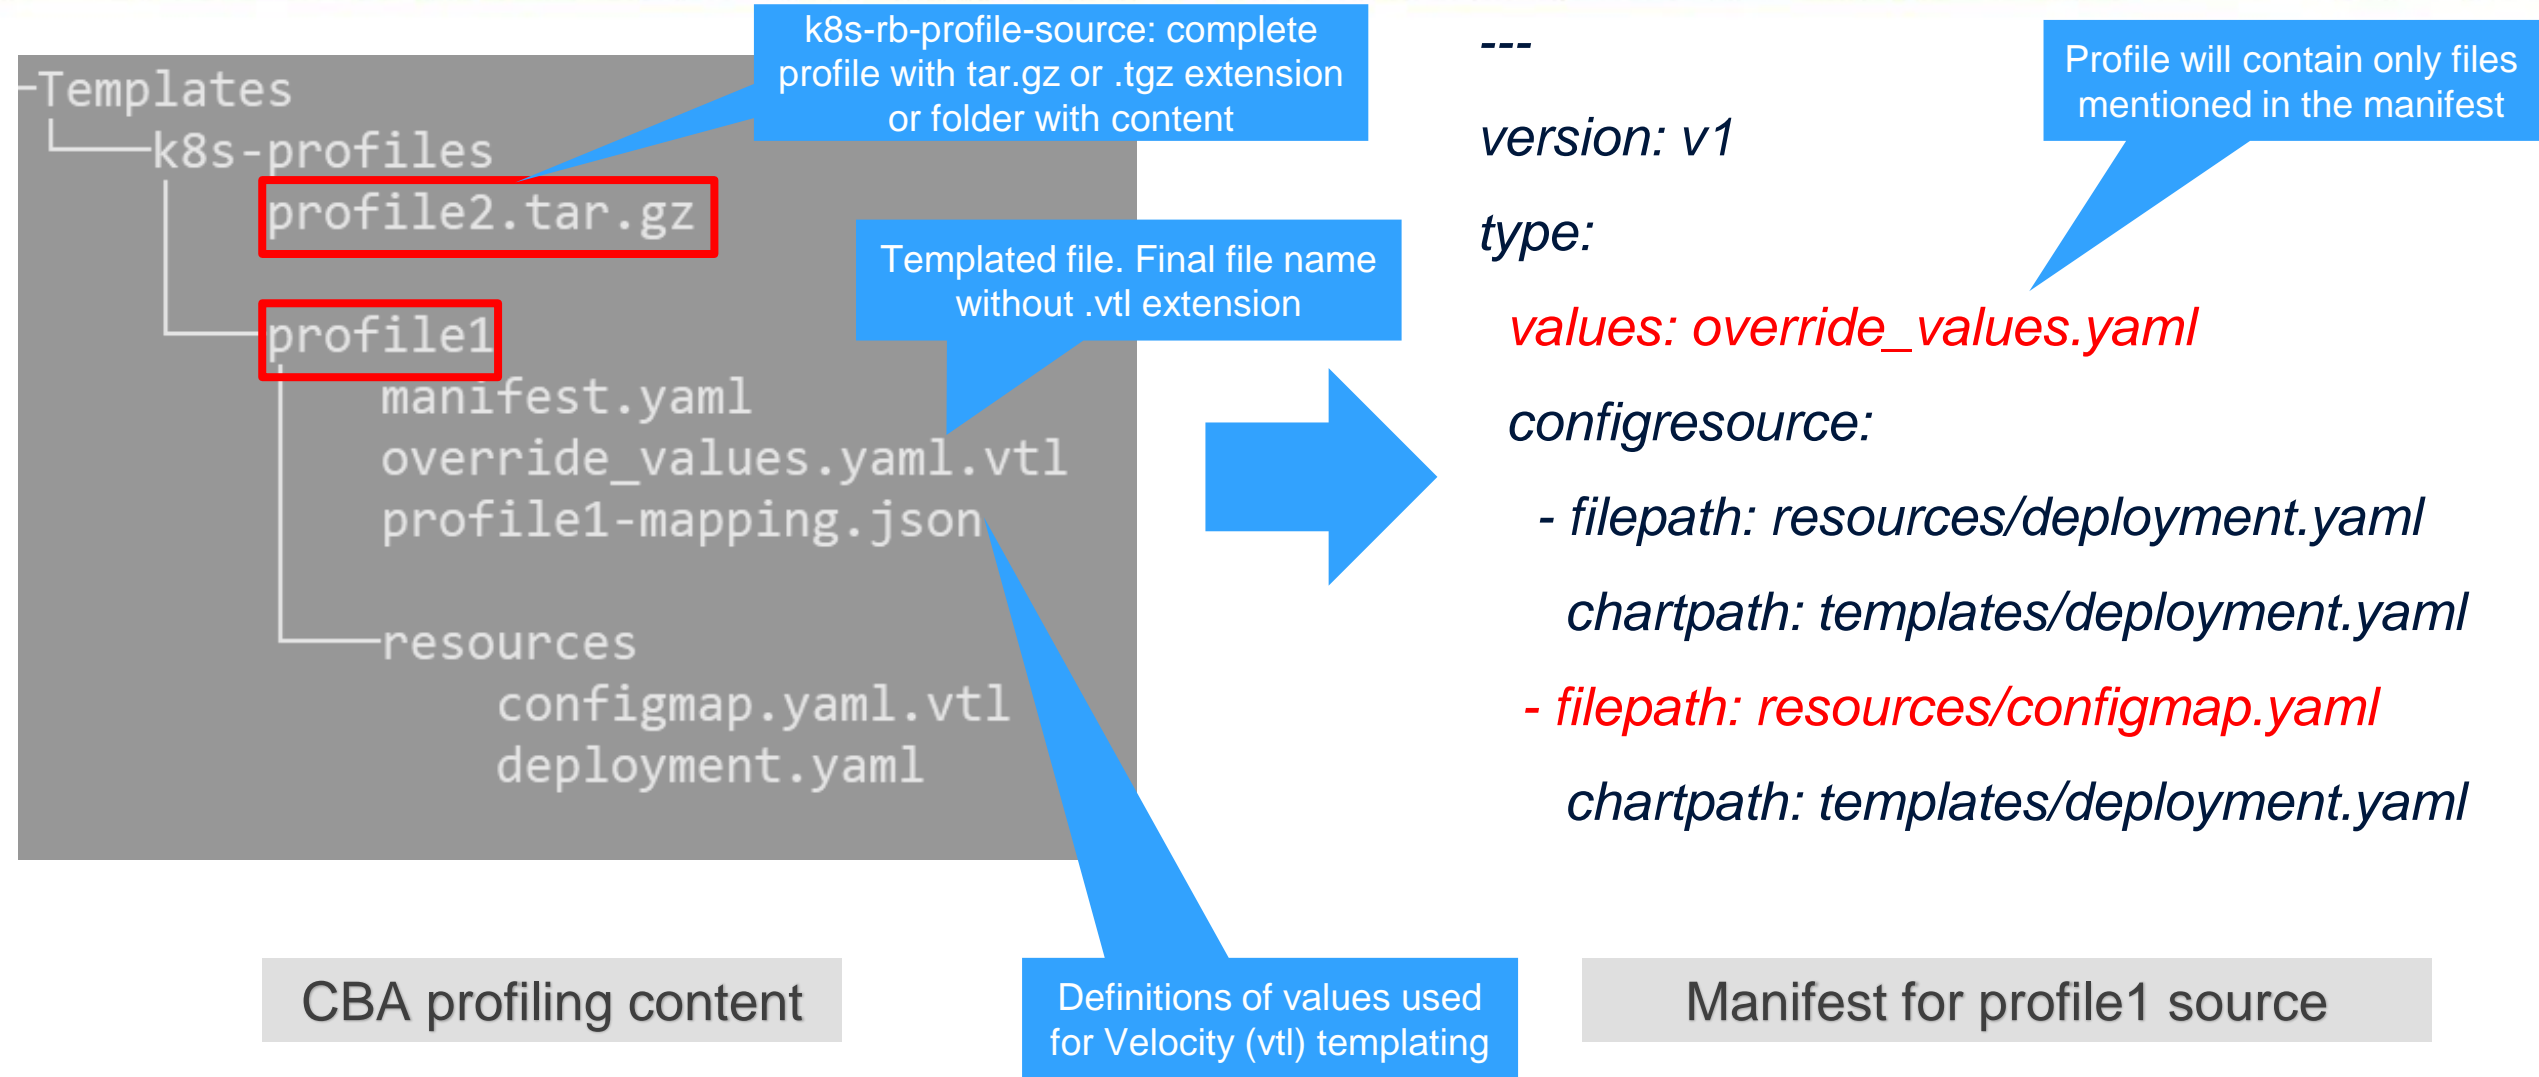 k8s-rb-profile-source: complete
profile with tar.gz or .tgz extension
or folder with content
-Templates
k8s-profiles
profile2.tar.gz
profile1
manifest.yaml
override_values.yaml.vtl
profile1-mapping.json
resources
configmap.yaml.vtl
deployment.yaml
Templated file. Final file name
without .vtl extension
Definitions of values used
for Velocity (vtl) templating
CBA profiling content
---
version: v1
type:
values: override_values.yaml
configresource:
- filepath: resources/deployment.yaml
chartpath: templates/deployment.yaml
- filepath: resources/configmap.yaml
chartpath: templates/deployment.yaml
Profile will contain only files
mentioned in the manifest
Manifest for profile1 source